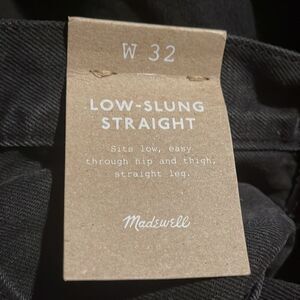 W 32
LOW-SLUNG
STRAIGHT
Sits low, easy
through hip and thigh,
straight leg.
Madewell